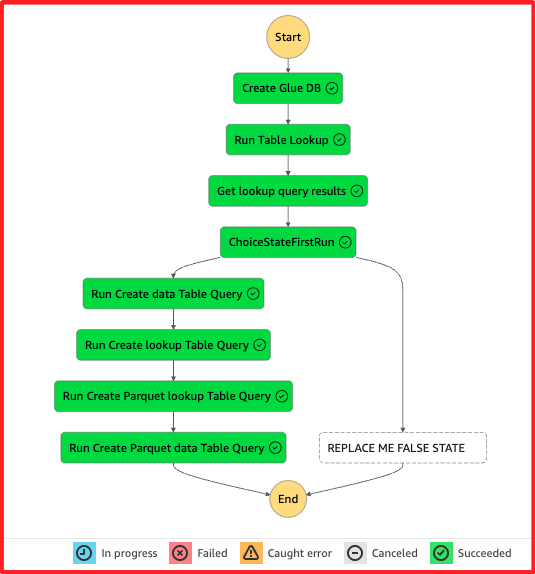 Start
Create Glue DB
Run Table Lookup
Get lookup query results
ChoiceStateFirstRun
Run Create data Table Query
Run Create lookup Table Query
Run Create Parquet lookup Table Query
Run Create Parquet data Table Query
REPLACE ME FALSE STATE
End
In progress Failed Caught error Canceled Succeeded